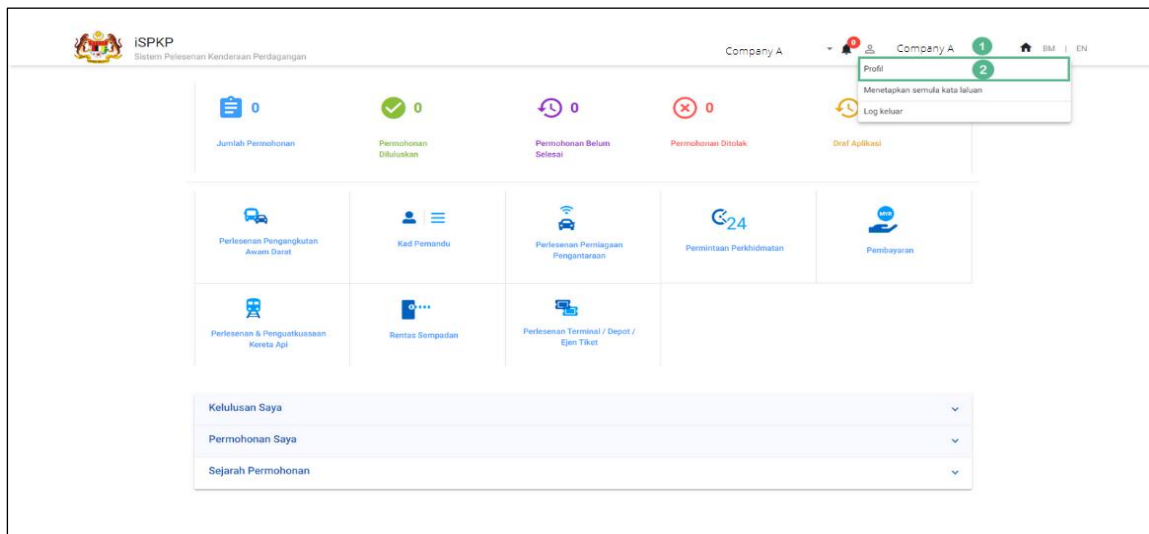 iSPKP
Sistem Pelesenan Kenderaan Perdagangan
Company A
0
Company A
1
BM | EN
Profil
2
Menetapkan semula kata laluan
Log keluar
0
Jumlah Permohonan
0
Permohonan
Diluluskan
0
Permohonan Belum
Selesai
0
Permohonan Ditolak
Draf Aplikasi
Perlesenan Pengangkutan
Awam Darat
Kad Pemandu
Perlesenan Perniagaan
Pengantaraan
24
Permintaan Perkhidmatan
MYR
Pembayaran
Perlesenan & Penguatkuasaan
Kereta Api
Rentas Sempadan
Perlesenan Terminal / Depot /
Ejen Tiket
Kelulusan Saya
Permohonan Saya
Sejarah Permohonan